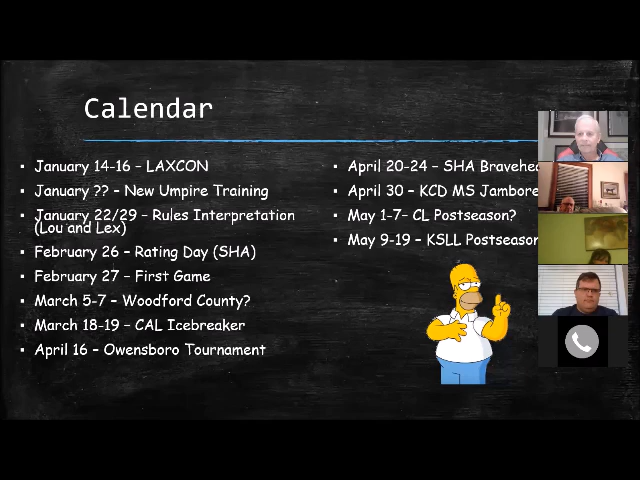 Calendar
January 14-16 – LAXCON
January ?? – New Umpire Training
January 22/29 – Rules Interpretation
(Lou and Lex)
February 26 – Rating Day (SHA)
February 27 – First Game
March 5-7 – Woodford County?
March 18-19 – CAL Icebreaker
April 16 – Owensboro Tournament
April 20-24 – SHA
April 30 – KCD MS
May 1-7– CL Postseason?
May 9-19 – KSLL